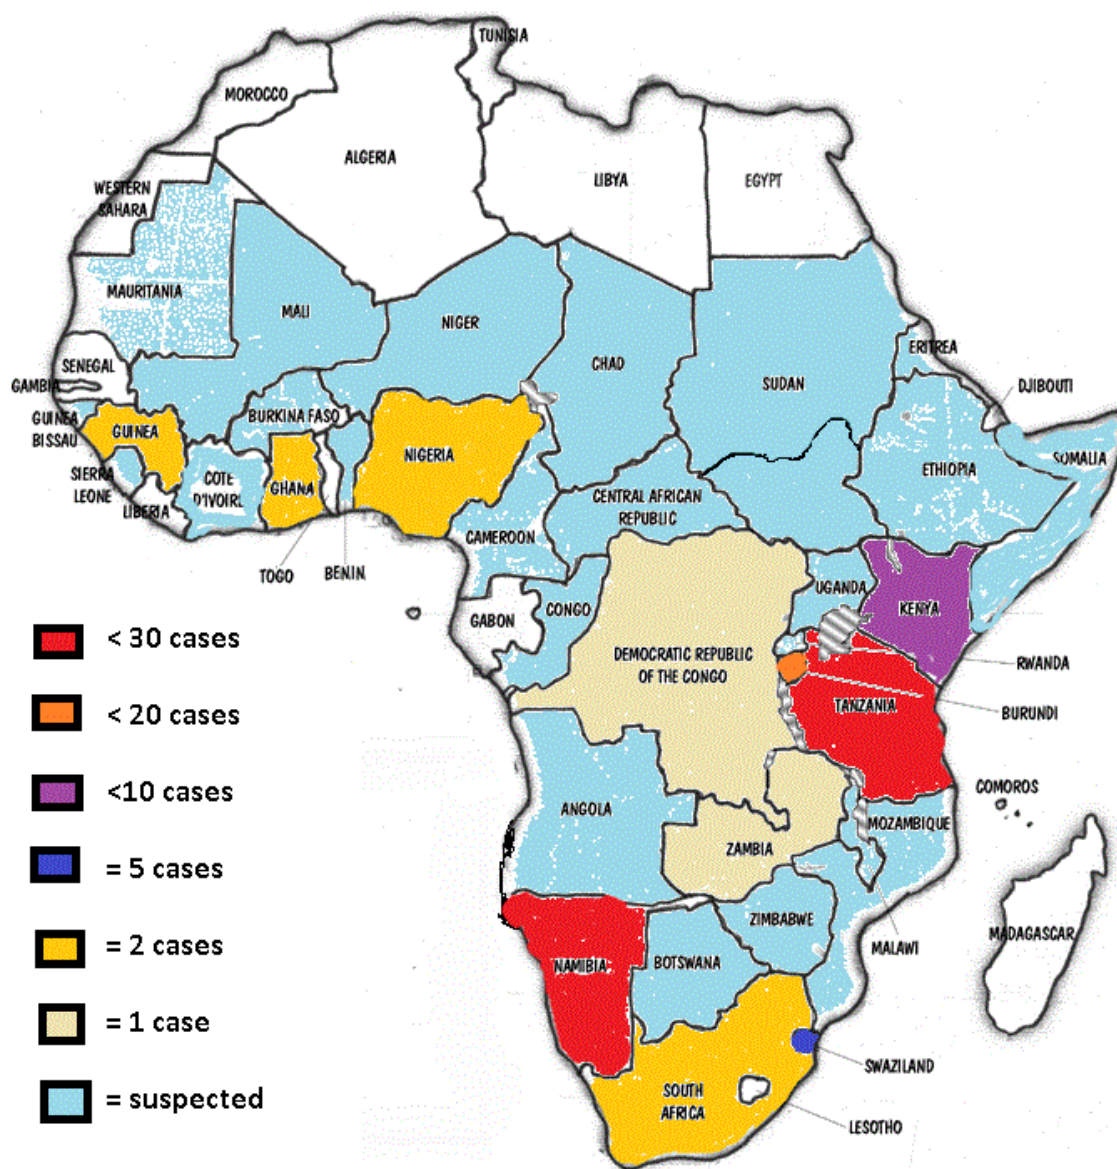 TUNISIA
MOROCCO
ALGERIA
LIBYA
EGYPT
WESTERN
SAHARA
MAURITANIA
MALI
NIGER
CHAD
SUDAN
ERITREA
DJIBOUTI
SENEGAL
GAMBIA
GUINEA
BISSAU
GUINEA
BURKINA FASO
NIGERIA
ETHIOPIA
SOMALIA
SIERRA
LEONE
COTE
D'IVOIRE
GHANA
LIBERIA
CENTRAL AFRICAN
REPUBLIC
CAMEROON
TOGO
BENIN
GABON
CONGO
UGANDA
KENYA
DEMOCRATIC REPUBLIC
OF THE CONGO
RWANDA
BURUNDI
TANZANIA
COMOROS
ANGOLA
MOZAMBIQUE
ZAMBIA
ZIMBABWE
MALAWI
MADAGASCAR
NAMIBIA
BOTSWANA
SWAZILAND
SOUTH
AFRICA
LESOTHO
< 30 cases
< 20 cases
<10 cases
= 5 cases
= 2 cases
= 1 case
= suspected